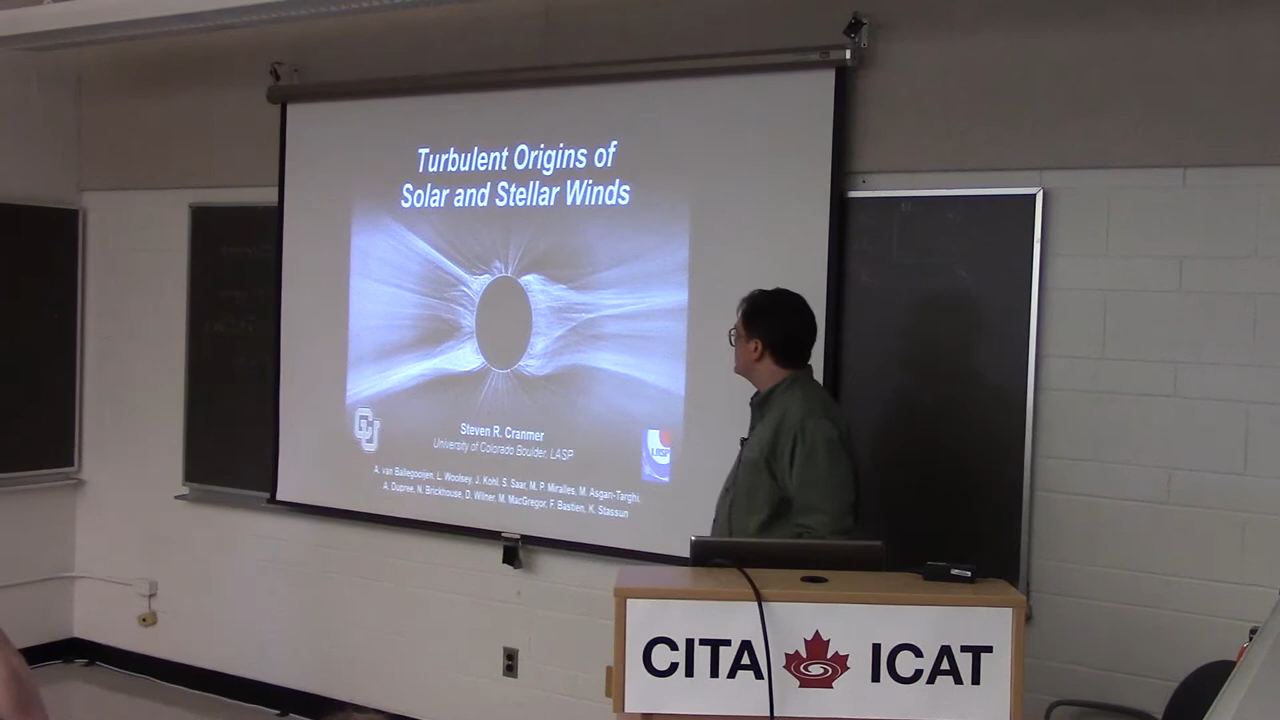 Turbulent Origins of
Solar and Stellar Winds
CU
Steven R. Cranmer
University of Colorado Boulder, LASP
LASP
A. van Ballegooijen, L. Woolsey, J. Kohl, S. Saar, M. P. Miralles, M. Asgari-Targhi,
A. Dupree, N. Brickhouse, D. Wilner, M. MacGregor, F. Bastien, K. Stassun
CITA ICAT